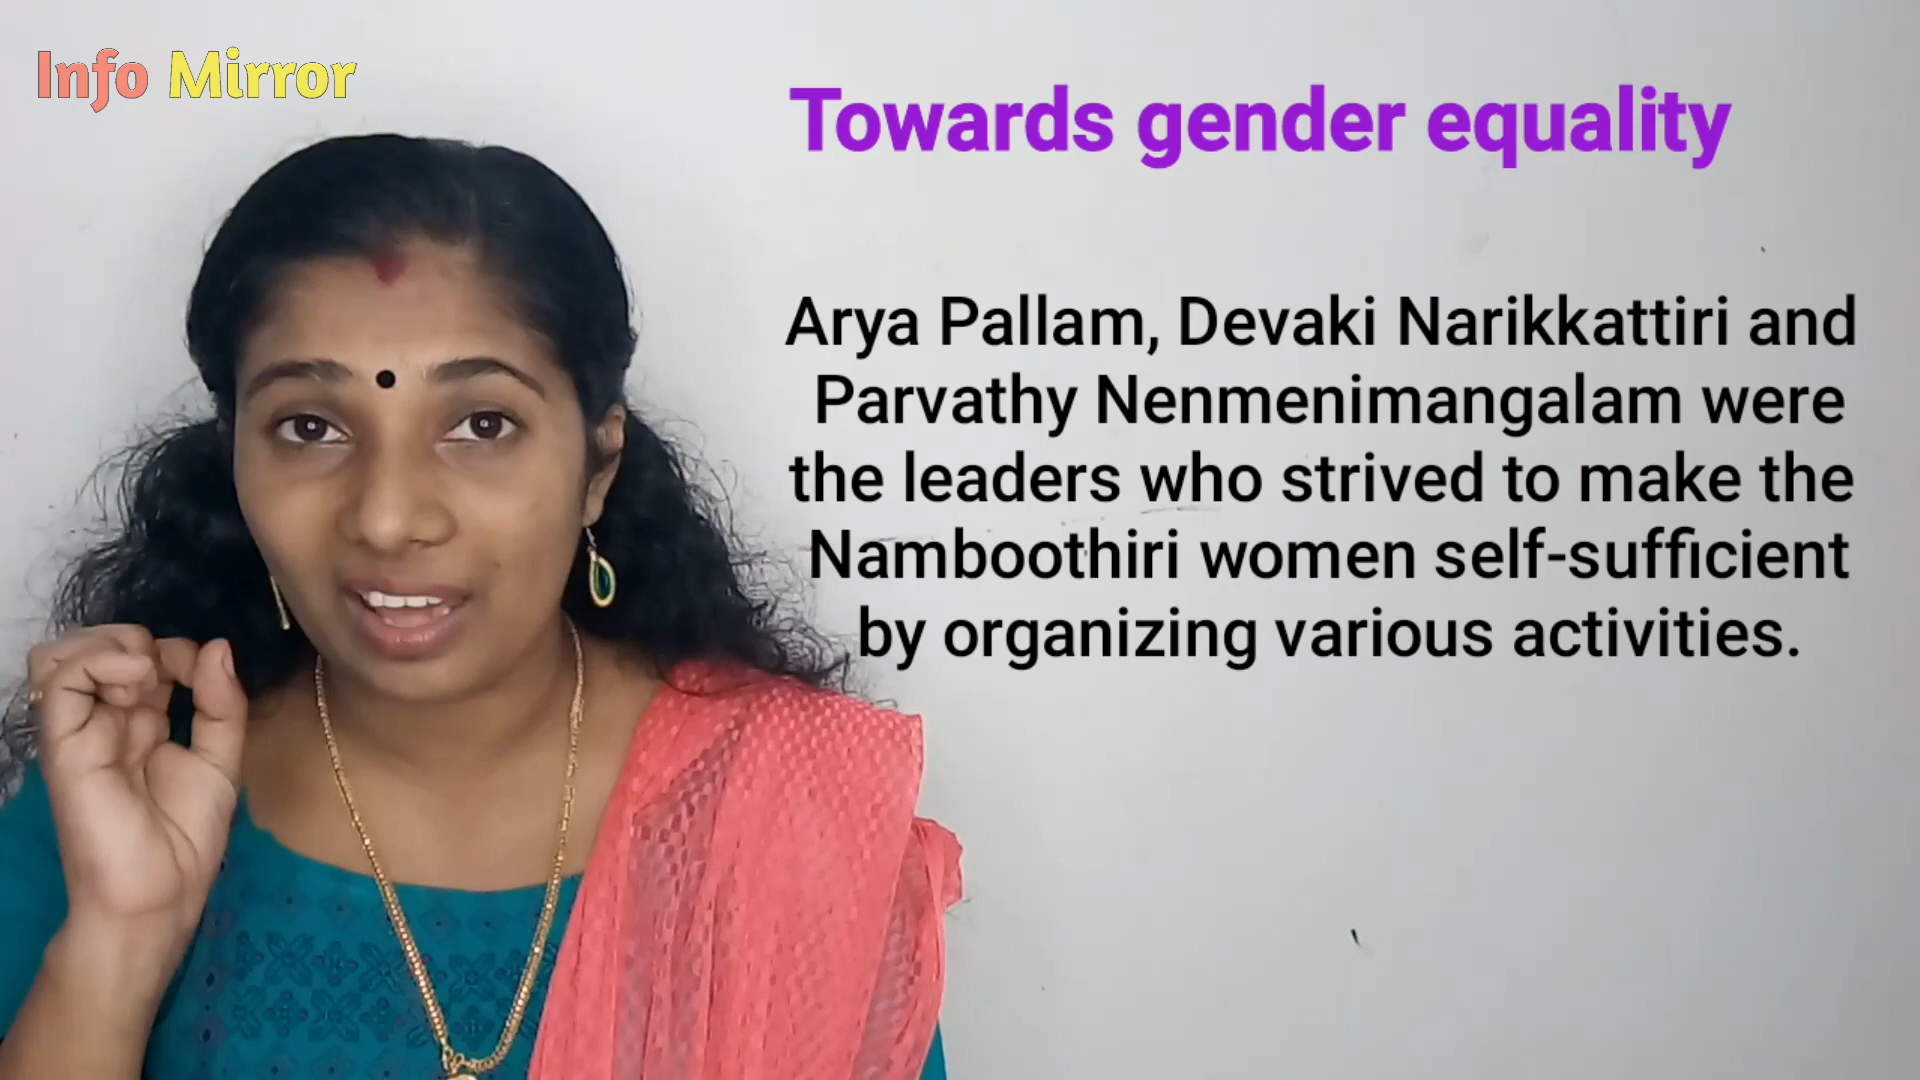 Info Mirror
Towards gender equality
Arya Pallam, Devaki Narikkattiri and
Parvathy Nenmenimangalam were
the leaders who strived to make the
Namboothiri women self-sufficient
by organizing various activities.